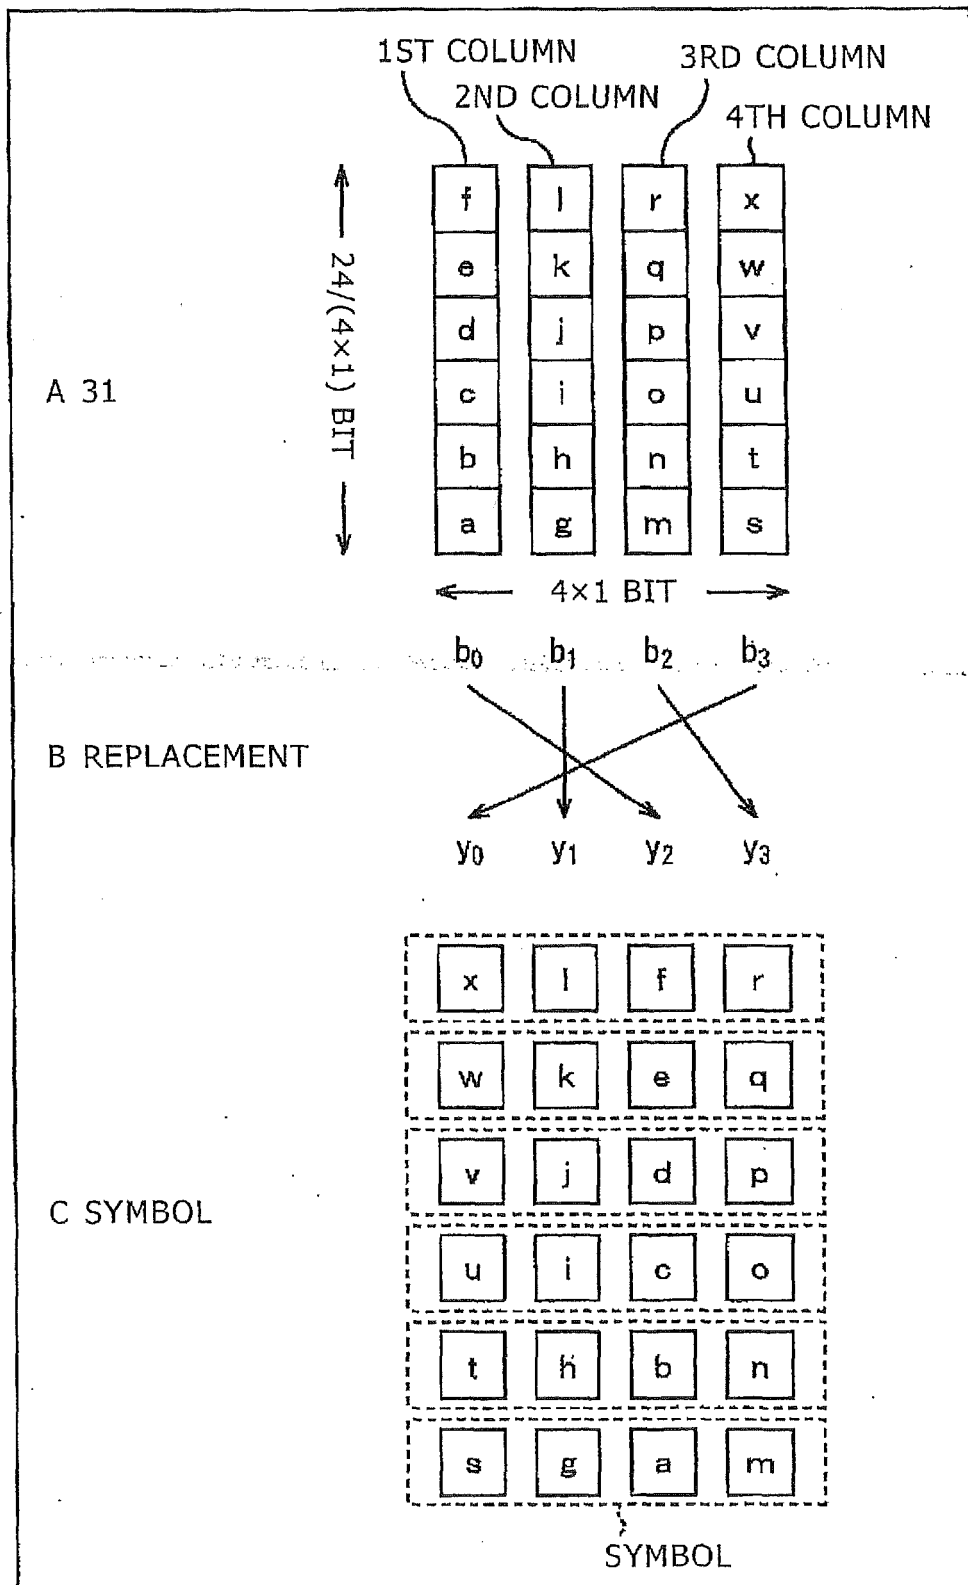 1ST COLUMN
3RD COLUMN
2ND COLUMN
4TH COLUMN
f l r x
e k q w
d j p v
A 31
c i o u
b h n t
a g m s
24/(4×1) BIT
4×1 BIT
b0 b1 b2 b3
B REPLACEMENT
y0 y1 y2 y3
x l f r
w k e q
v j d p
C SYMBOL
u i c o
t h b n
s g a m
SYMBOL